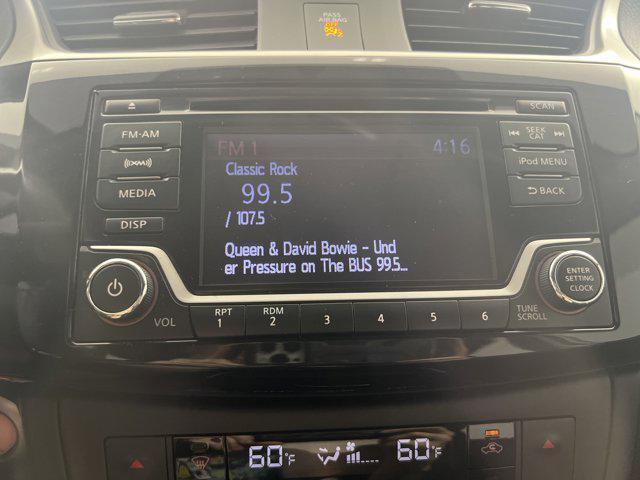 PASS
AIR BAG
OFF
SCAN
FM-AM
SEEK
CAT
(XM)
iPod MENU
MEDIA
BACK
DISP
FM 1 4:16
Classic Rock
99.5
/ 107.5
Queen & David Bowie - Und
er Pressure on The BUS 99.5...
ENTER
SETTING
CLOCK
VOL
RPT
1
RDM
2
3
4
5
6
TUNE
SCROLL
60°F
60°F